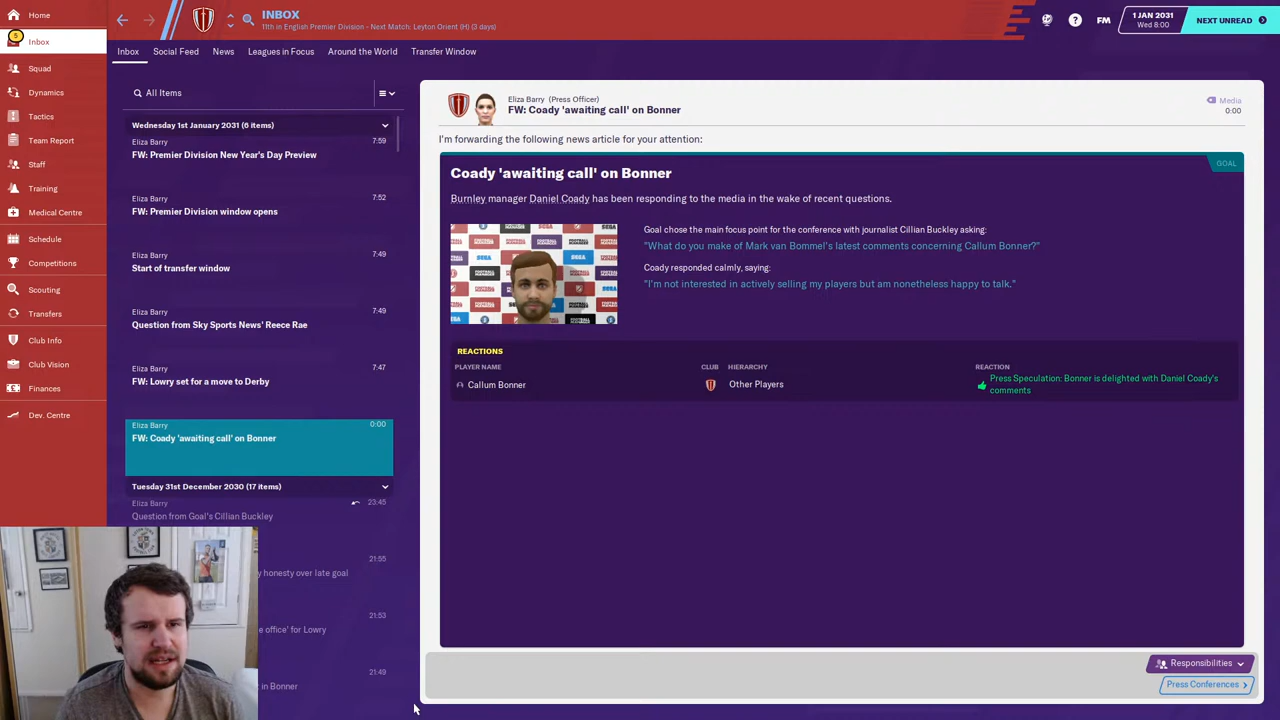 Home
INBOX
11th in English Premier Division - Next Match: Leyton Orient (H) (3 days)
FM
1 JAN 2031
Wed 8:00
NEXT UNREAD
5
Inbox
Squad
Dynamics
Tactics
Team Report
Staff
Training
Medical Centre
Schedule
Competitions
Scouting
Transfers
Club Info
Club Vision
Finances
Dev. Centre
Inbox Social Feed News Leagues in Focus Around the World Transfer Window
All Items
Wednesday 1st January 2031 (6 items)
Eliza Barry 7:59
FW: Premier Division New Year's Day Preview
Eliza Barry 7:52
FW: Premier Division window opens
Eliza Barry 7:49
Start of transfer window
Eliza Barry 7:49
Question from Sky Sports News' Reece Rae
Eliza Barry 7:47
FW: Lowry set for a move to Derby
Eliza Barry 0:00
FW: Coady 'awaiting call' on Bonner
Tuesday 31st December 2030 (17 items)
Eliza Barry 23:45
Question from Goal's Cillian Buckley
21:55
y honesty over late goal
21:53
e office' for Lowry
21:49
in Bonner
Eliza Barry (Press Officer)
FW: Coady 'awaiting call' on Bonner
Media
0:00
I'm forwarding the following news article for your attention:
GOAL
Coady 'awaiting call' on Bonner
Burnley manager Daniel Coady has been responding to the media in the wake of recent questions.
Goal chose the main focus point for the conference with journalist Cillian Buckley asking:
"What do you make of Mark van Bommel's latest comments concerning Callum Bonner?"
Coady responded calmly, saying:
"I'm not interested in actively selling my players but am nonetheless happy to talk."
SEGA
REACTIONS
PLAYER NAME CLUB HIERARCHY REACTION
Callum Bonner Other Players Press Speculation: Bonner is delighted with Daniel Coady's
comments
Responsibilities
Press Conferences